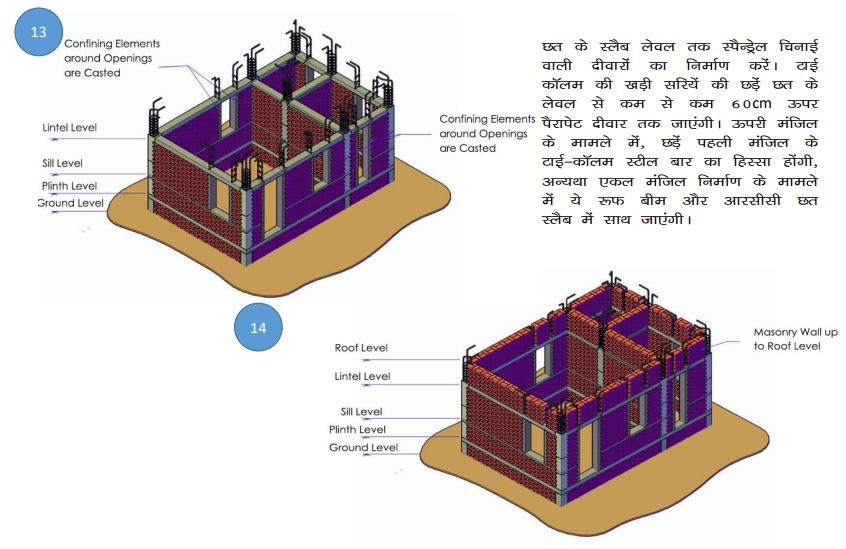 13
Confining Elements
around Openings
are Casted
Lintel Level
Sill Level
Plinth Level
Ground Level
Confining Elements
around Openings
are Casted
छत के स्लैब लेवल तक स्पैन्ड्रेल चिनाई
वाली दीवारों का निर्माण करें। टाई
कॉलम की खड़ी सरियें की छड़ें छत के
लेवल से कम से कम 60cm ऊपर
पैरापेट दीवार तक जाएंगी। ऊपरी मंजिल
के मामले में, छड़ें पहली मंजिल के
टाई–कॉलम स्टील बार का हिस्सा होंगी,
अन्यथा एकल मंजिल निर्माण के मामले
में ये रूफ बीम और आरसीसी छत
स्लैब में साथ जाएंगी।
14
Roof Level
Lintel Level
Sill Level
Plinth Level
Ground Level
Masonry Wall up
to Roof Level